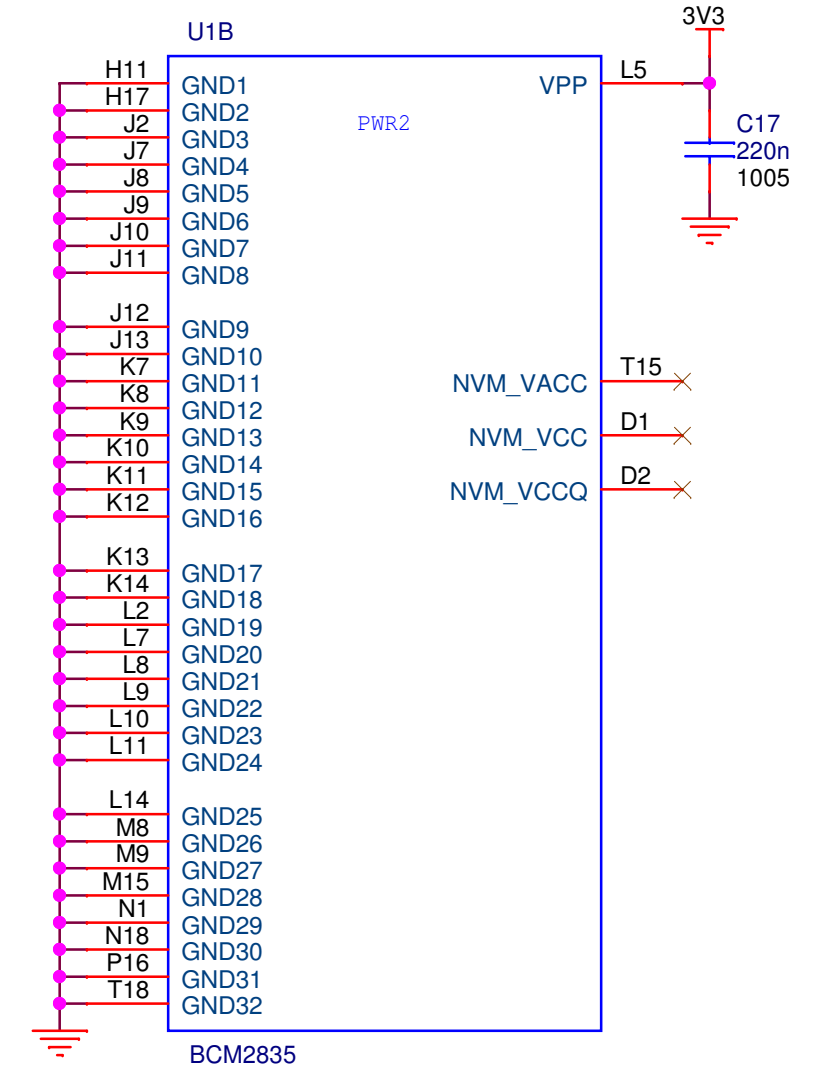 3V3
U1B
H11 GND1 VPP L5
H17 GND2
PWR2
J2 GND3
C17
J7 GND4
220n
J8 GND5
1005
J9 GND6
J10 GND7
J11 GND8
J12 GND9
J13 GND10
K7 GND11 NVM_VACC T15
K8 GND12
K9 GND13 NVM_VCC D1
K10 GND14
K11 GND15 NVM_VCCQ D2
K12 GND16
K13 GND17
K14 GND18
L2 GND19
L7 GND20
L8 GND21
L9 GND22
L10 GND23
L11 GND24
L14 GND25
M8 GND26
M9 GND27
M15 GND28
N1 GND29
N18 GND30
P16 GND31
T18 GND32
BCM2835